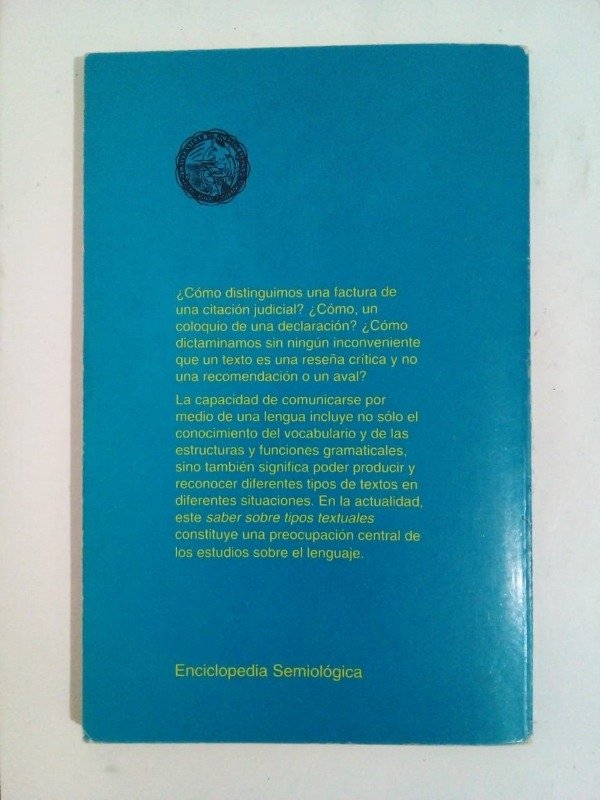 ¿Cómo distinguimos una factura de
una citación judicial? ¿Cómo, un
coloquio de una declaración? ¿Cómo
dictaminamos sin ningún inconveniente
que un texto es una reseña crítica y no
una recomendación o un aval?
La capacidad de comunicarse por
medio de una lengua incluye no sólo el
conocimiento del vocabulario y de las
estructuras y funciones gramaticales,
sino también significa poder producir y
reconocer diferentes tipos de textos en
diferentes situaciones. En la actualidad,
este saber sobre tipos textuales
constituye una preocupación central de
los estudios sobre el lenguaje.
Enciclopedia Semiológica